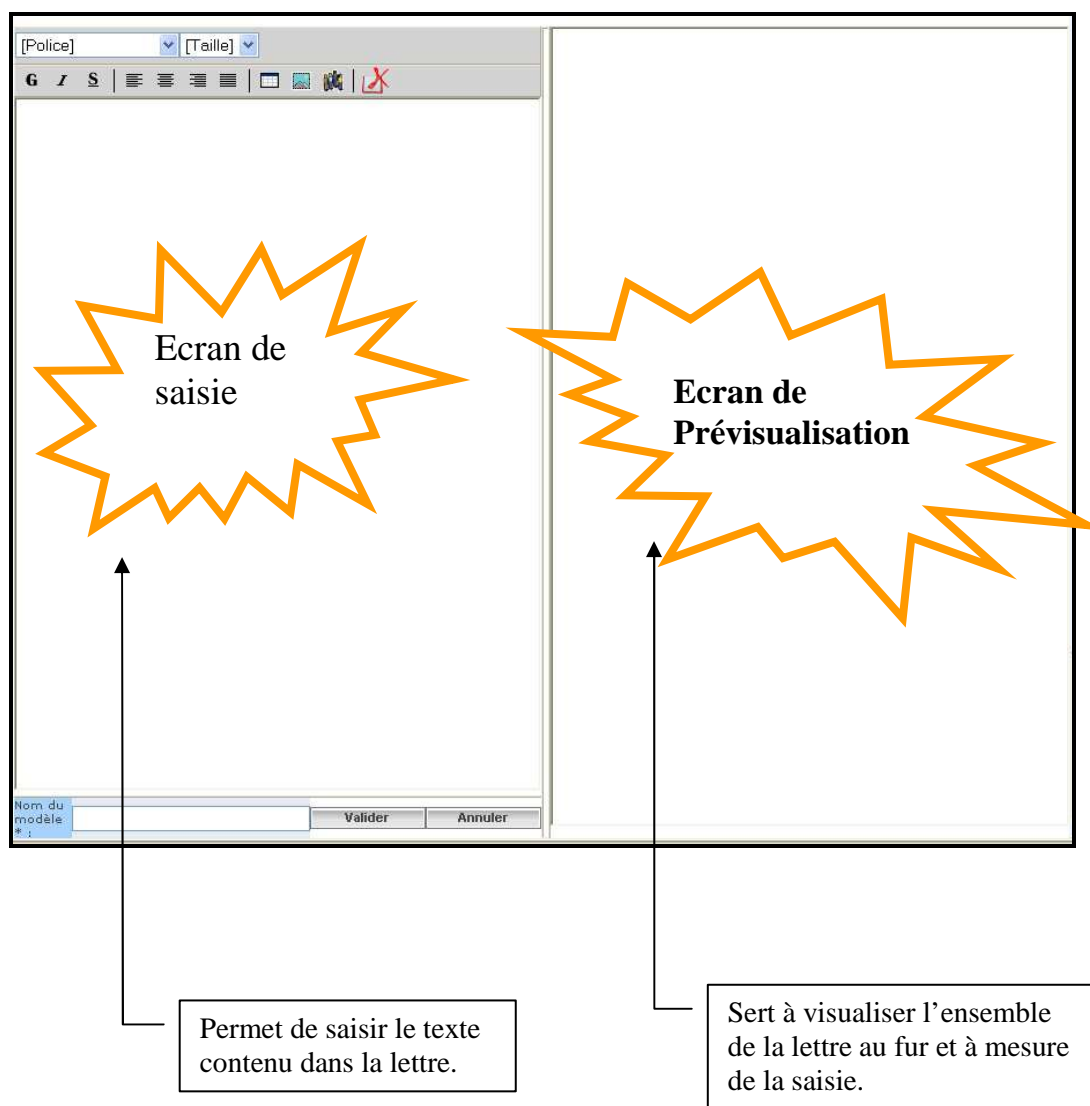 [Police] [Taille]
G I S
Ecran de
saisie
Ecran de
Prévisualisation
Nom du
modèle
* :
Valider Annuler
Permet de saisir le texte
contenu dans la lettre.
Sert à visualiser l’ensemble
de la lettre au fur et à mesure
de la saisie.